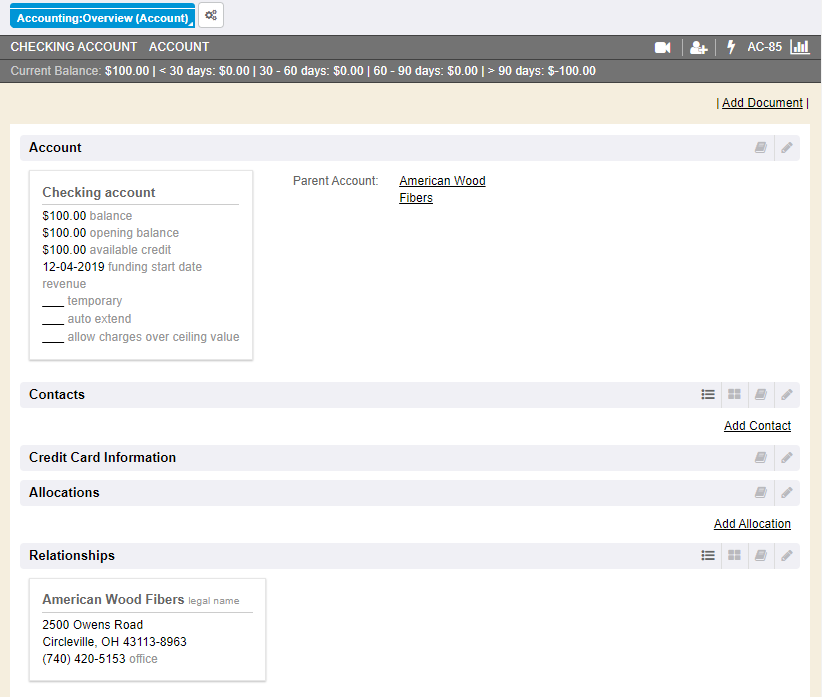 Accounting:Overview (Account)
CHECKING ACCOUNT ACCOUNT
AC-85
Current Balance: $100.00 | < 30 days: $0.00 | 30 - 60 days: $0.00 | 60 - 90 days: $0.00 | > 90 days: $-100.00
| Add Document |
Account
Checking account
$100.00 balance
$100.00 opening balance
$100.00 available credit
12-04-2019 funding start date
revenue
___ temporary
___ auto extend
___ allow charges over ceiling value
Parent Account: American Wood
Fibers
Contacts
Add Contact
Credit Card Information
Allocations
Add Allocation
Relationships
American Wood Fibers legal name
2500 Owens Road
Circleville, OH 43113-8963
(740) 420-5153 office